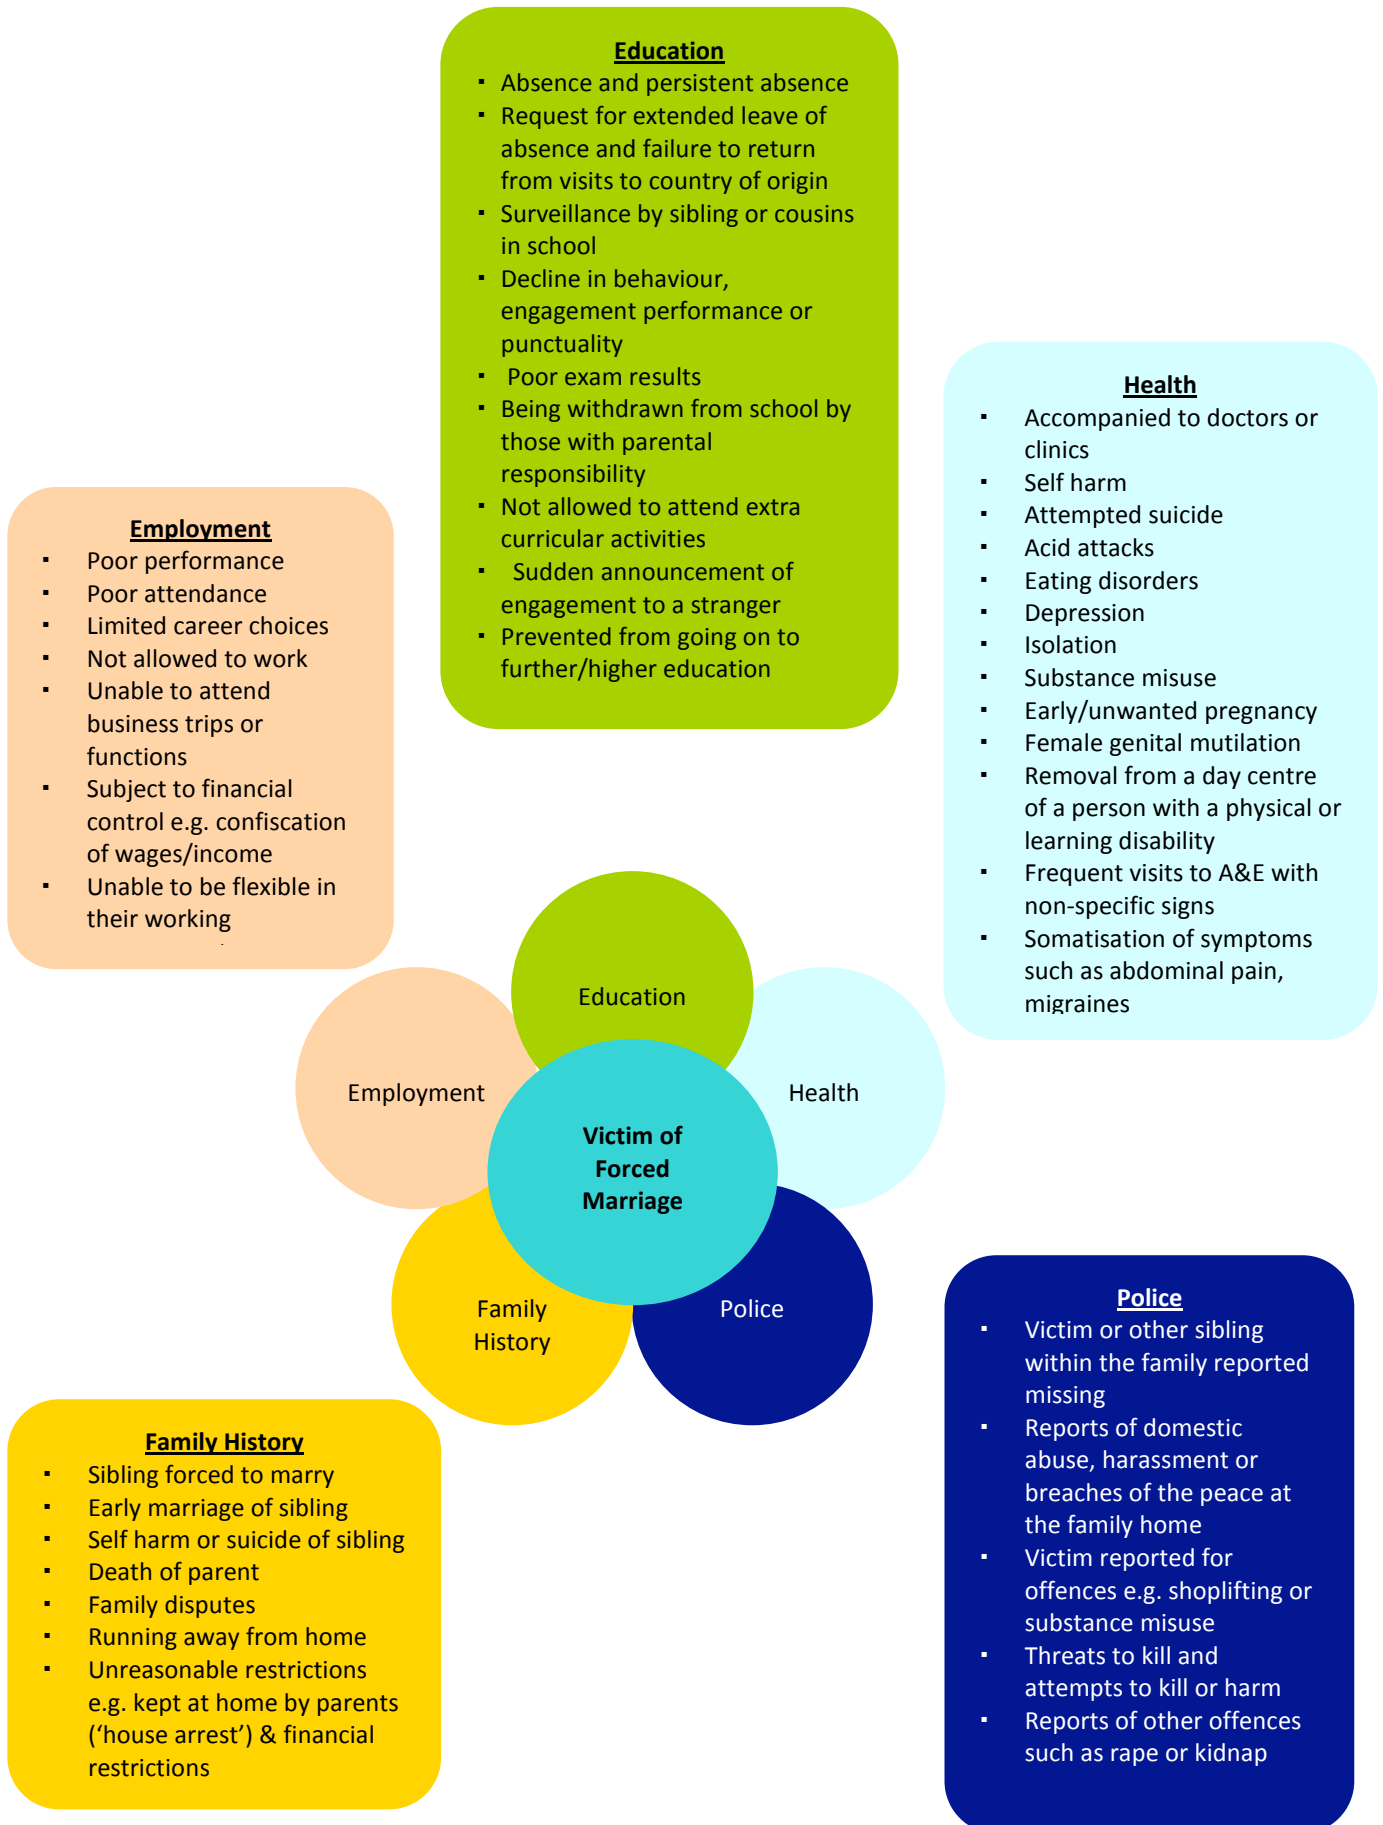 Education
▪ Absence and persistent absence
▪ Request for extended leave of
absence and failure to return
from visits to country of origin
▪ Surveillance by sibling or cousins
in school
▪ Decline in behaviour,
engagement performance or
punctuality
▪ Poor exam results
▪ Being withdrawn from school by
those with parental
responsibility
▪ Not allowed to attend extra
curricular activities
▪ Sudden announcement of
engagement to a stranger
▪ Prevented from going on to
further/higher education
Health
▪ Accompanied to doctors or
clinics
▪ Self harm
▪ Attempted suicide
▪ Acid attacks
▪ Eating disorders
▪ Depression
▪ Isolation
▪ Substance misuse
▪ Early/unwanted pregnancy
▪ Female genital mutilation
▪ Removal from a day centre
of a person with a physical or
learning disability
▪ Frequent visits to A&E with
non-specific signs
▪ Somatisation of symptoms
such as abdominal pain,
migraines
Employment
▪ Poor performance
▪ Poor attendance
▪ Limited career choices
▪ Not allowed to work
▪ Unable to attend
business trips or
functions
▪ Subject to financial
control e.g. confiscation
of wages/income
▪ Unable to be flexible in
their working
Education
Employment
Health
Victim of
Forced
Marriage
Family
History
Police
Police
▪ Victim or other sibling
within the family reported
missing
▪ Reports of domestic
abuse, harassment or
breaches of the peace at
the family home
▪ Victim reported for
offences e.g. shoplifting or
substance misuse
▪ Threats to kill and
attempts to kill or harm
▪ Reports of other offences
such as rape or kidnap
Family History
▪ Sibling forced to marry
▪ Early marriage of sibling
▪ Self harm or suicide of sibling
▪ Death of parent
▪ Family disputes
▪ Running away from home
▪ Unreasonable restrictions
e.g. kept at home by parents
(‘house arrest’) & financial
restrictions